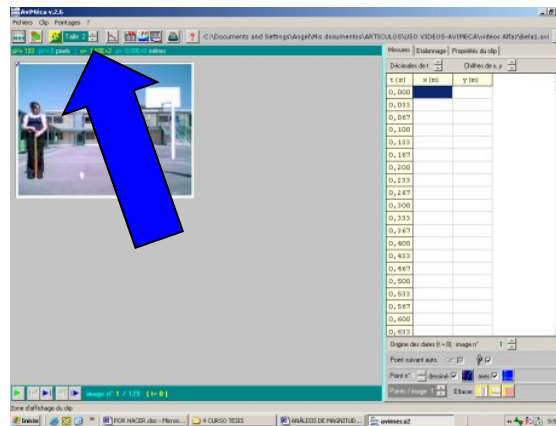 AviMéca v.2.6
Fichiers Clip Pointages ?
Taille 2
C:\Documents and Settings\Angel\Mis documentos\ARTICULOS\USO VIDEOS-AVIMECA\videos Alfaz\bela1.avi
Mesures Etalonnage Propriétés du clip
Décimales de t Chiffres de x, y
t (s) x (m) y (m)
0,000
0,033
0,067
0,100
0,133
0,167
0,200
0,233
0,267
0,300
0,333
0,367
0,400
0,433
0,467
0,500
0,533
0,567
0,600
0,633
Origine des dates (t = 0) image n° 1
Point suivant auto.
Point n° dessiné axes
Points / image 1 Effacer
image n° 1 / 123 ( t= 0 )
Zone d'affichage du clip
Inicio POR HACER.doc - Micros... 4 CURSO TESIS ANÁLISIS DE MAGNITUD... avimeca2